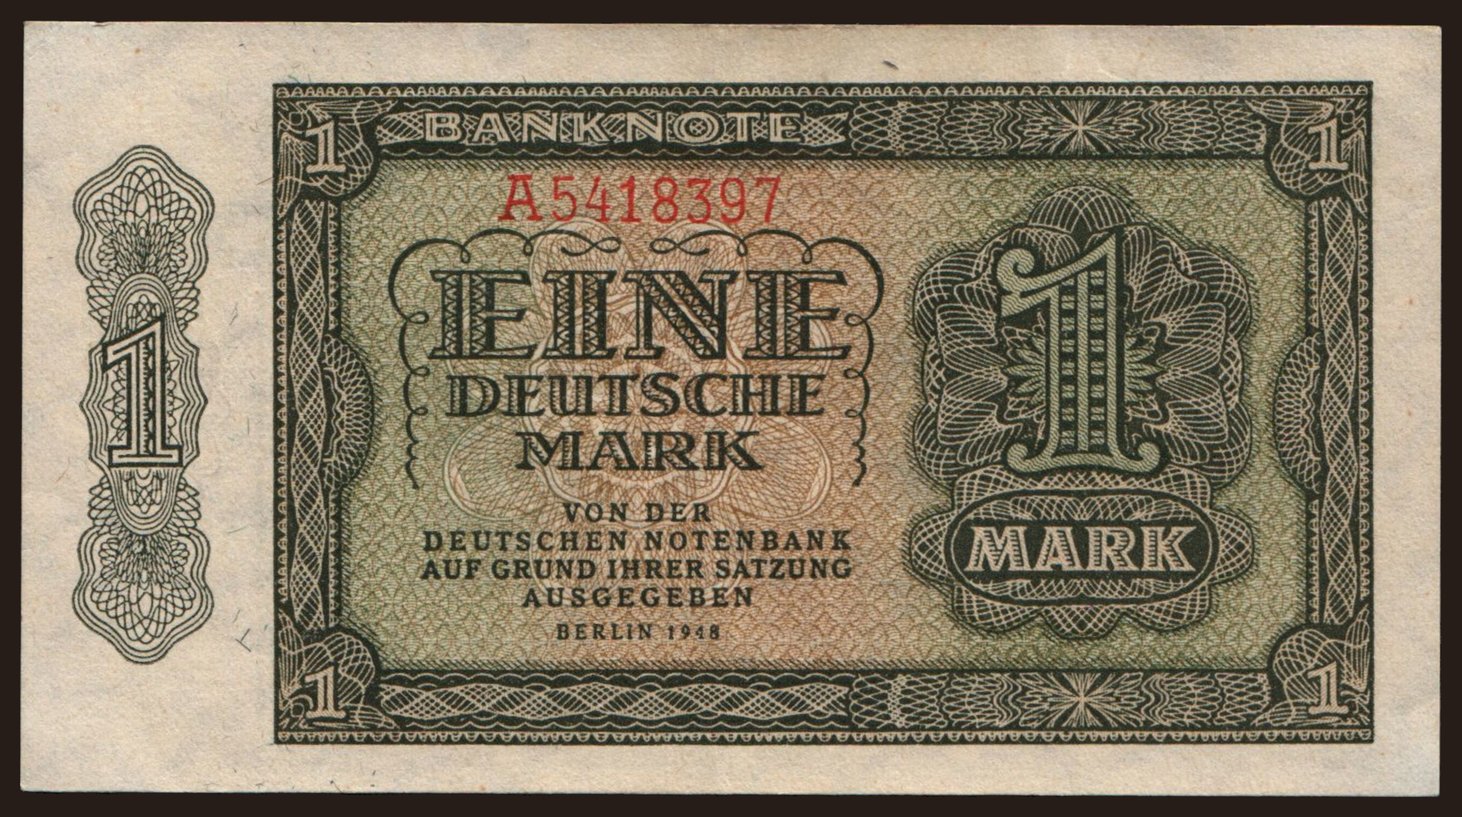 1 BANKNOTE 1
A5418397
EINE
DEUTSCHE
MARK
VON DER
DEUTSCHEN NOTENBANK
AUF GRUND IHRER SATZUNG
AUSGEGEBEN
BERLIN 1948
1
1
MARK
1
1